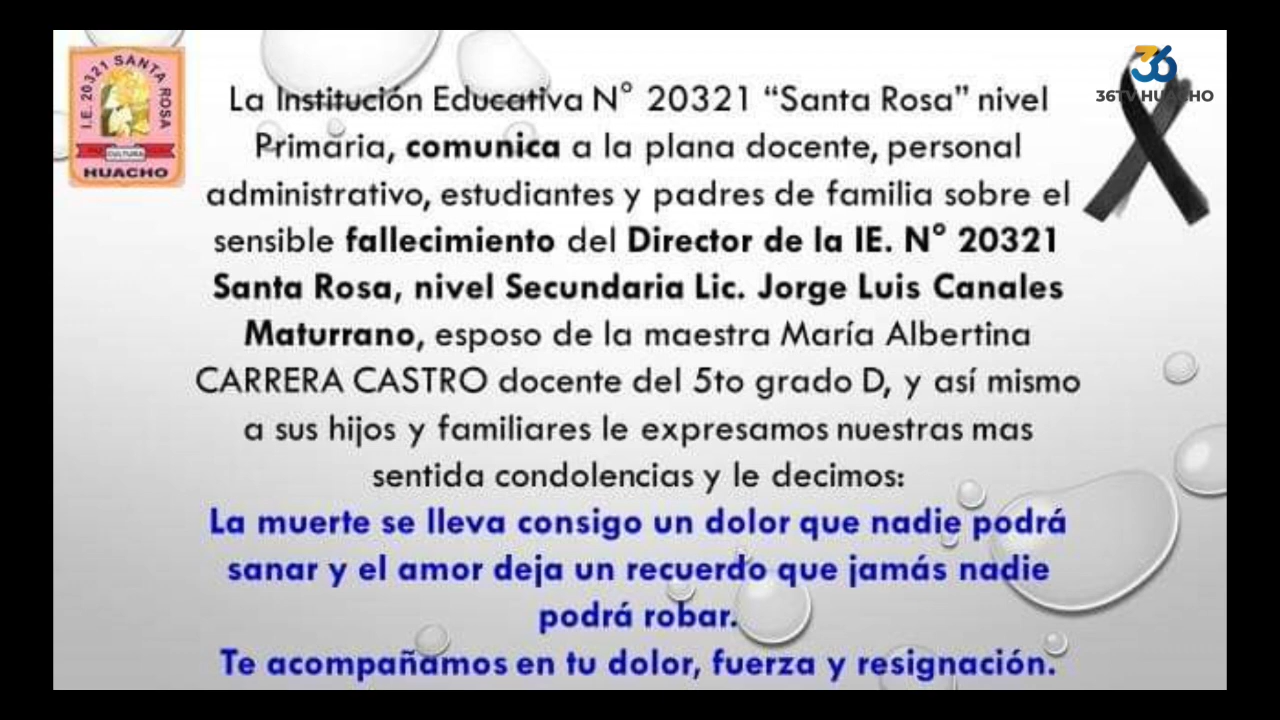 I.E. 20321 SANTA ROSA
CULTURA
HUACHO
36
36TV HUACHO
La Institución Educativa N° 20321 “Santa Rosa” nivel
Primaria, comunica a la plana docente, personal
administrativo, estudiantes y padres de familia sobre el
sensible fallecimiento del Director de la IE. N° 20321
Santa Rosa, nivel Secundaria Lic. Jorge Luis Canales
Maturrano, esposo de la maestra María Albertina
CARRERA CASTRO docente del 5to grado D, y así mismo
a sus hijos y familiares le expresamos nuestras mas
sentida condolencias y le decimos:
La muerte se lleva consigo un dolor que nadie podrá
sanar y el amor deja un recuerdo que jamás nadie
podrá robar.
Te acompañamos en tu dolor, fuerza y resignación.